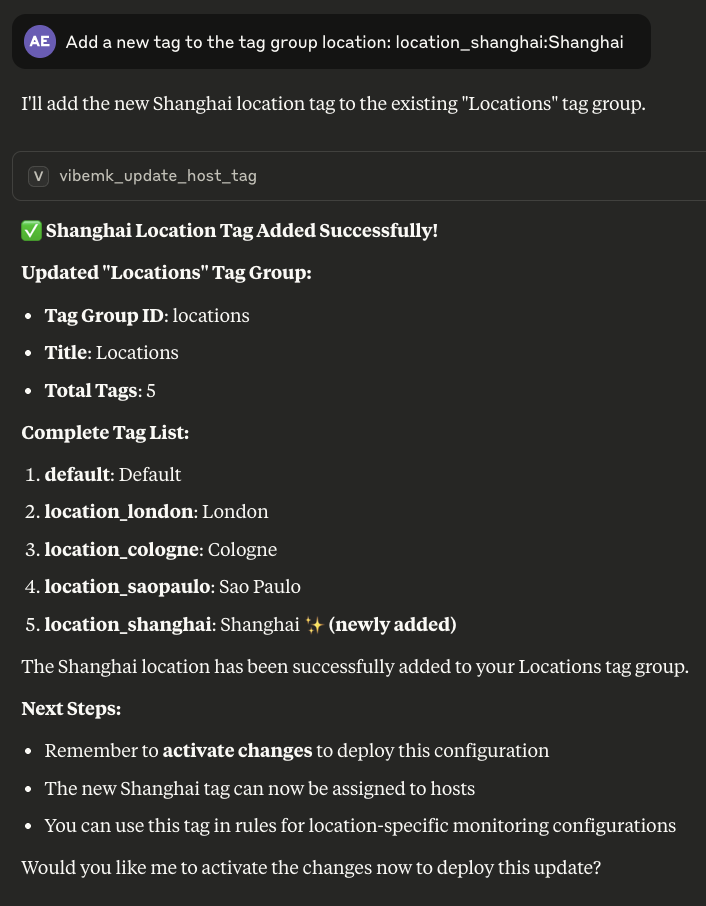 AE Add a new tag to the tag group location: location_shanghai:Shanghai
I'll add the new Shanghai location tag to the existing "Locations" tag group.
V vibemk_update_host_tag
✅ Shanghai Location Tag Added Successfully!
Updated "Locations" Tag Group:
• Tag Group ID: locations
• Title: Locations
• Total Tags: 5
Complete Tag List:
1. default: Default
2. location_london: London
3. location_cologne: Cologne
4. location_saopaulo: Sao Paulo
5. location_shanghai: Shanghai ✨ (newly added)
The Shanghai location has been successfully added to your Locations tag group.
Next Steps:
• Remember to activate changes to deploy this configuration
• The new Shanghai tag can now be assigned to hosts
• You can use this tag in rules for location-specific monitoring configurations
Would you like me to activate the changes now to deploy this update?